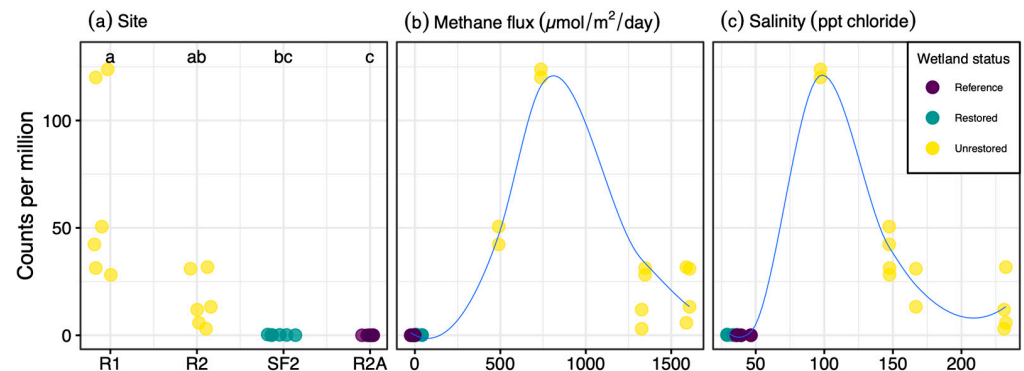 (a) Site
(b) Methane flux (µmol/m²/day)
(c) Salinity (ppt chloride)
a ab bc c
Wetland status
Reference
Restored
Unrestored
Counts per million
100
50
0
R1 R2 SF2 R2A
0 500 1000 1500
50 100 150 200